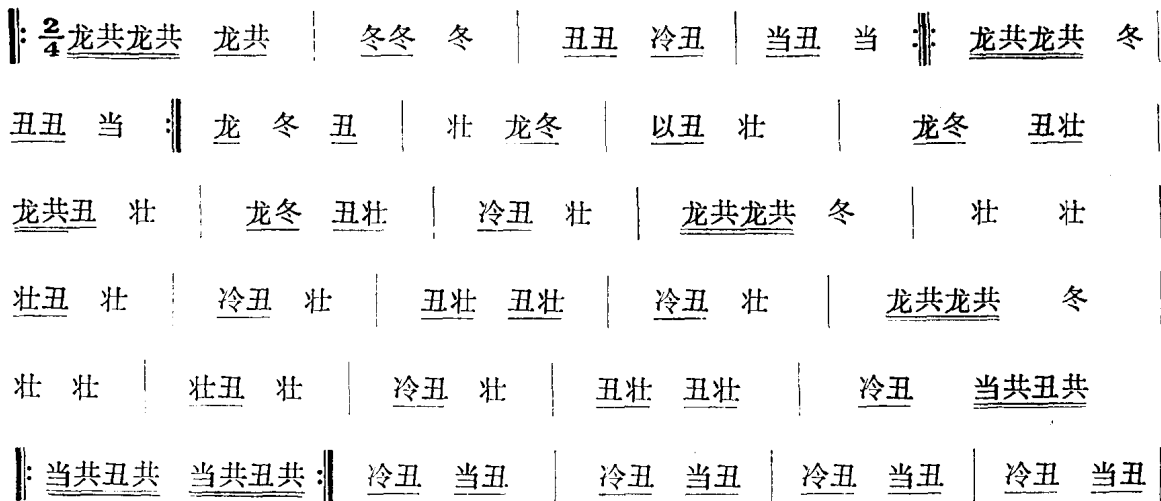 ‖: 2/4 龙共龙共 龙共 | 冬冬 冬 | 丑丑 冷丑 | 当丑 当 :‖: 龙共龙共 冬 |
丑丑 当 :‖ 龙 冬 丑 | 壮 龙冬 | 以丑 壮 | 龙冬 丑壮 |
龙共丑 壮 | 龙冬 丑壮 | 冷丑 壮 | 龙共龙共 冬 | 壮 壮 |
壮丑 壮 | 冷丑 壮 | 丑壮 丑壮 | 冷丑 壮 | 龙共龙共 冬 |
壮 壮 | 壮丑 壮 | 冷丑 壮 | 丑壮 丑壮 | 冷丑 当共丑共
‖: 当共丑共 当共丑共 :‖ 冷丑 当丑 | 冷丑 当丑 | 冷丑 当丑 | 冷丑 当丑 |